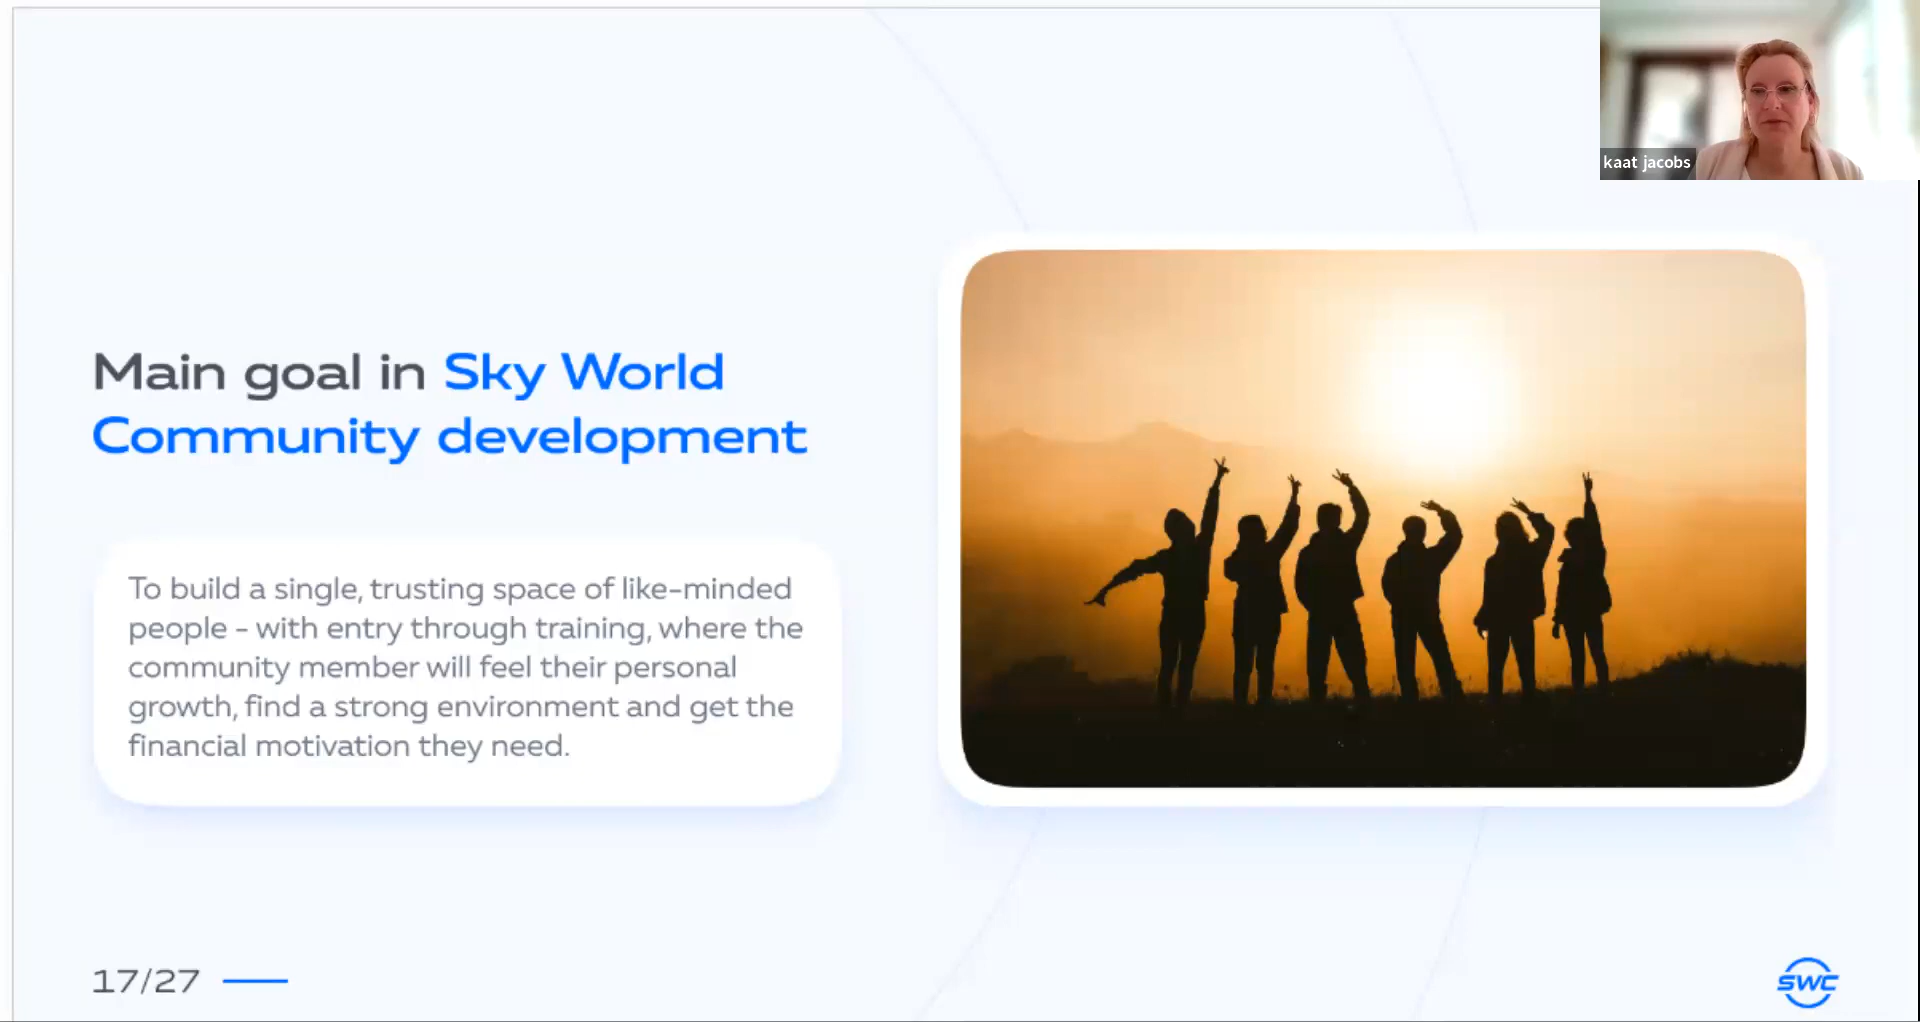 kaat jacobs
Main goal in Sky World
Community development
To build a single, trusting space of like-minded
people - with entry through training, where the
community member will feel their personal
growth, find a strong environment and get the
financial motivation they need.
17/27
SWC